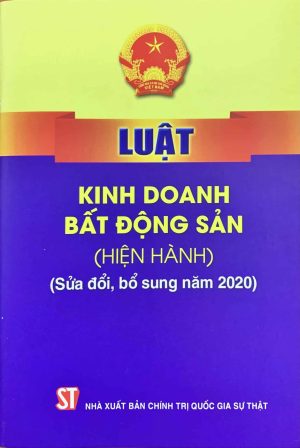 LUẬT
KINH DOANH
BẤT ĐỘNG SẢN
(HIỆN HÀNH)
(Sửa đổi, bổ sung năm 2020)
ST NHÀ XUẤT BẢN CHÍNH TRỊ QUỐC GIA SỰ THẬT